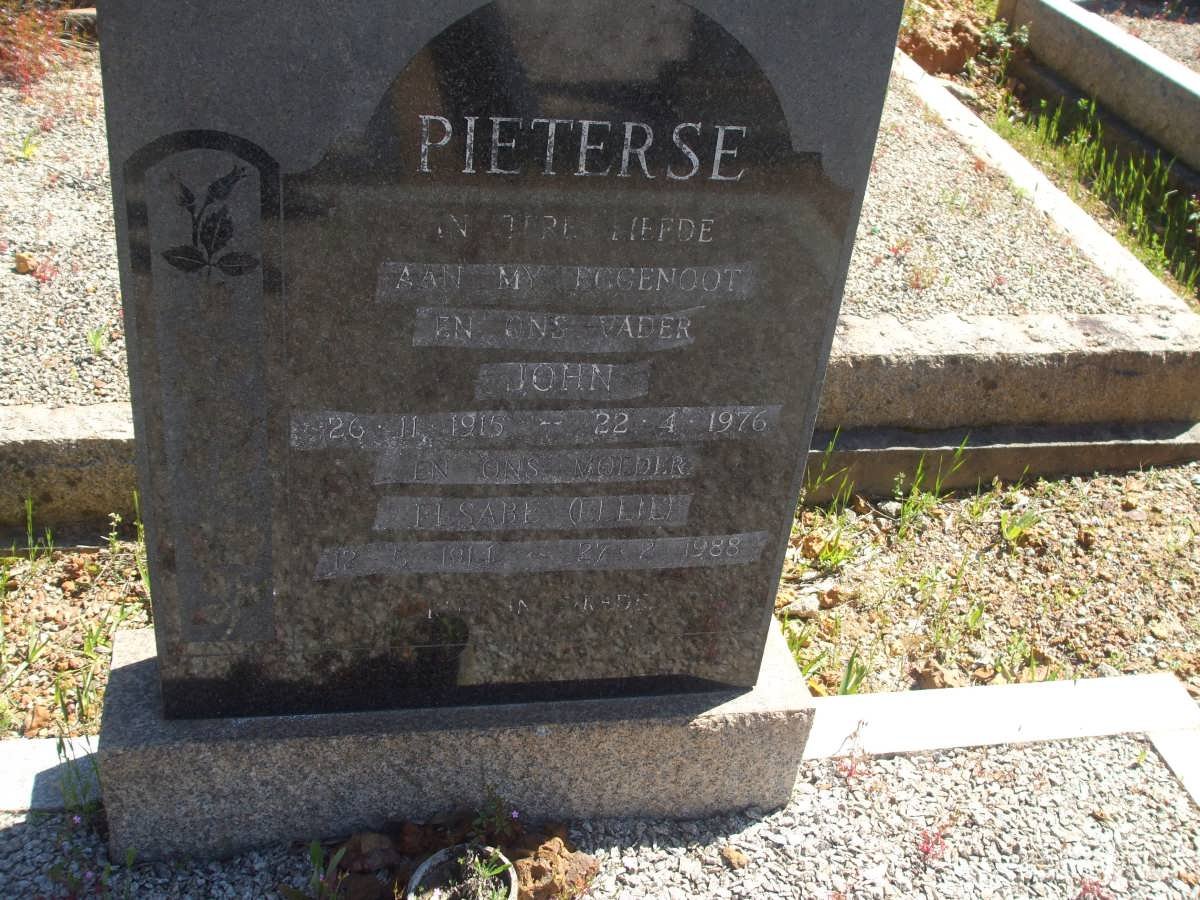 PIETERSE
IN TERE LIEFDE
AAN MY EGGENOOT
EN ONS VADER
JOHN
26·11·1915 - 22·4·1976
EN ONS MOEDER
ELSABE
27·2·1988